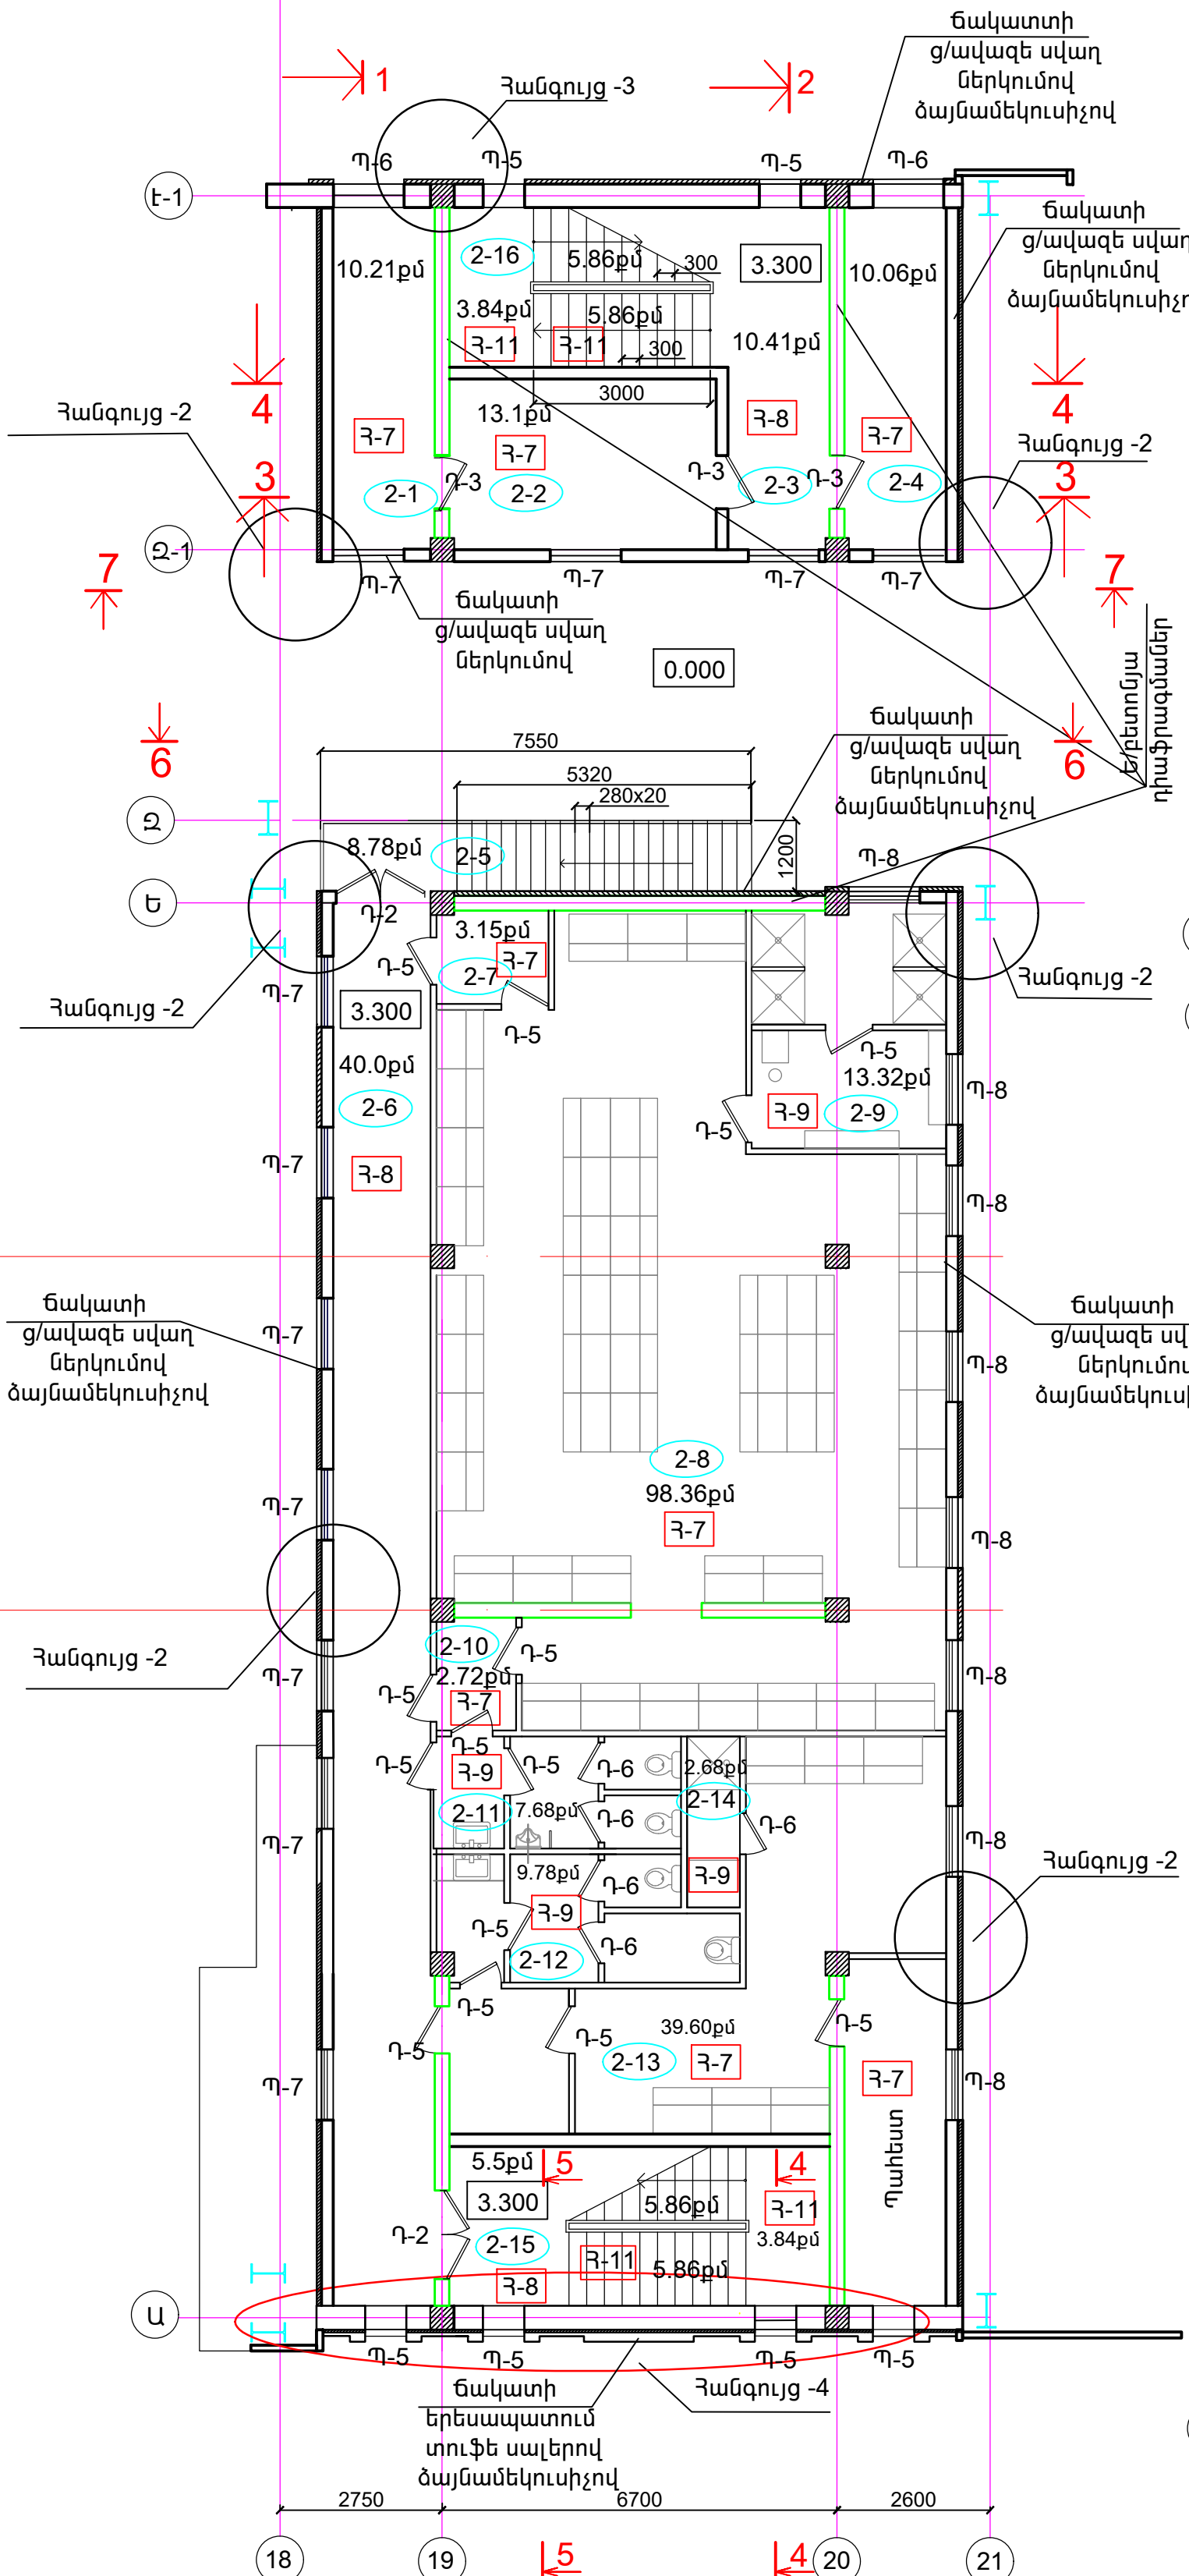 Ճակատտի
ց/ավազե սվաղ
ներկումով
ձայնամեկուսիչով
1
2
Հանգույց -3
Պ-6
Պ-5
Պ-5
Պ-6
Է-1
Ճակատի
ց/ավազե սվաղ
ներկումով
2-16
5.86քմ
300
3.300
10.21քմ
10.06քմ
3.84քմ
5.86քմ
Հ-11
Հ-11
300
10.41քմ
3000
4
4
Հանգույց -2
13.1քմ
Հ-7
Հ-7
Հ-8
Հ-7
Հանգույց -2
3
3
Դ-3
Դ-3
Դ-3
2-1
2-2
2-3
2-4
Զ-1
7
7
Պ-7
Պ-7
Պ-7
Պ-7
Ճակատի
ց/ավազե սվաղ
ներկումով
0.000
Ե/բետոնյա
դիաֆրագմաներ
6
6
7550
5320
280x20
1200
Ճակատի
ց/ավազե սվաղ
ներկումով
ձայնամեկուսիչով
Զ
8.78քմ
2-5
Պ-8
Ե
Դ-2
3.15քմ
Հ-7
2-7
Դ-5
Դ-5
Հանգույց -2
Հանգույց -2
Պ-7
3.300
40.0քմ
2-6
Հ-8
Դ-5
13.32քմ
Հ-9
2-9
Դ-5
Պ-8
Պ-7
Պ-8
Ճակատի
ց/ավազե սվաղ
ներկումով
ձայնամեկուսիչով
Պ-7
Պ-8
Ճակատի
2-8
98.36քմ
Հ-7
Պ-7
Պ-8
Հանգույց -2
2-10
2.72քմ
Հ-7
Դ-5
Դ-5
Պ-7
Պ-8
Դ-5
Դ-5
Դ-5
Հ-9
2-11
7.68քմ
Դ-6
Դ-6
2.68քմ
2-14
Դ-6
9.78քմ
Հ-9
2-12
Դ-6
Հ-9
Դ-5
Դ-6
Պ-7
Պ-8
Հանգույց -2
Դ-5
Դ-5
Դ-5
39.60քմ
2-13
Հ-7
Դ-5
Հ-7
Պահեստ
Պ-7
Պ-8
5.5քմ
5
4
3.300
5.86քմ
Հ-11
3.84քմ
Դ-2
2-15
Հ-11
5.86քմ
Հ-8
Ա
Պ-5
Պ-5
Պ-5
Պ-5
Հանգույց -4
Ճակատի
երեսապատում
տուֆե սալերով
ձայնամեկուսիչով
2750
6700
2600
18
19
5
4
20
21